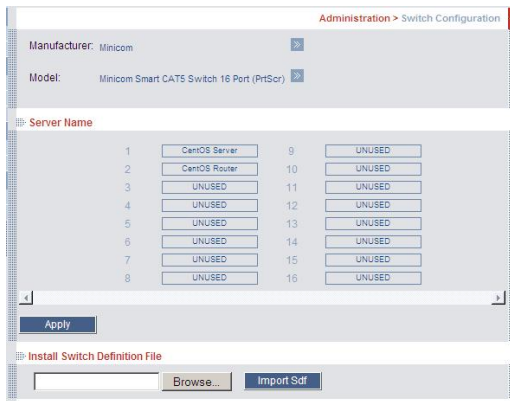 Administration > Switch Configuration
Manufacturer: Minicom »
Model: Minicom Smart CAT5 Switch 16 Port (PrtScr) »
Server Name
1 CentOS Server 9 UNUSED
2 CentOS Router 10 UNUSED
3 UNUSED 11 UNUSED
4 UNUSED 12 UNUSED
5 UNUSED 13 UNUSED
6 UNUSED 14 UNUSED
7 UNUSED 15 UNUSED
8 UNUSED 16 UNUSED
Apply
Install Switch Definition File
Browse... Import Sdf